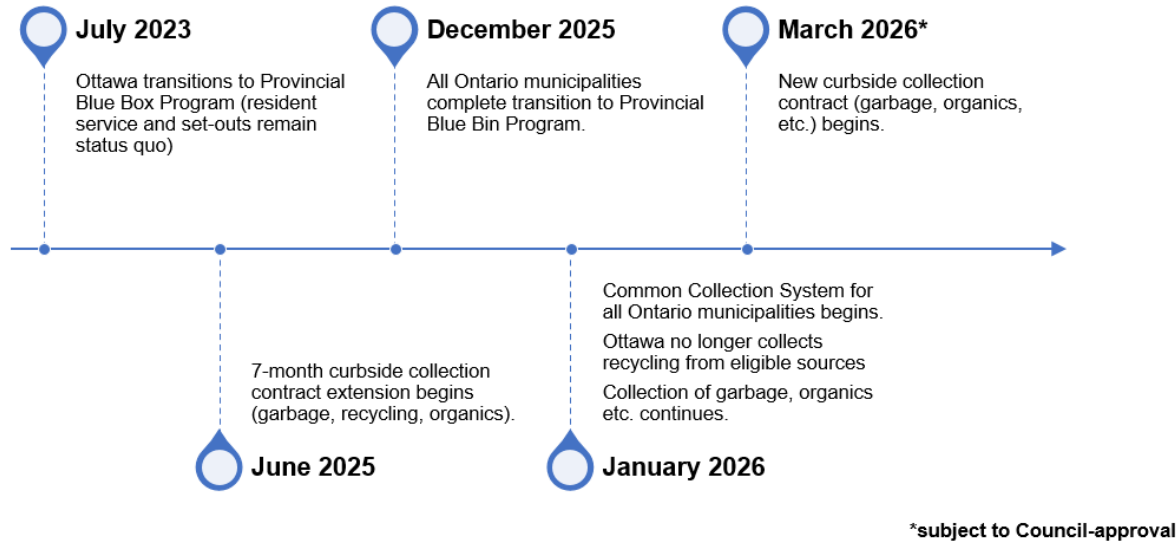 July 2023
Ottawa transitions to Provincial
Blue Box Program (resident
service and set-outs remain
status quo)
June 2025
7-month curbside collection
contract extension begins
(garbage, recycling, organics).
December 2025
All Ontario municipalities
complete transition to Provincial
Blue Bin Program.
January 2026
Common Collection System for
all Ontario municipalities begins.
Ottawa no longer collects
recycling from eligible sources
Collection of garbage, organics
etc. continues.
March 2026*
New curbside collection
contract (garbage, organics,
etc.) begins.
*subject to Council-approval